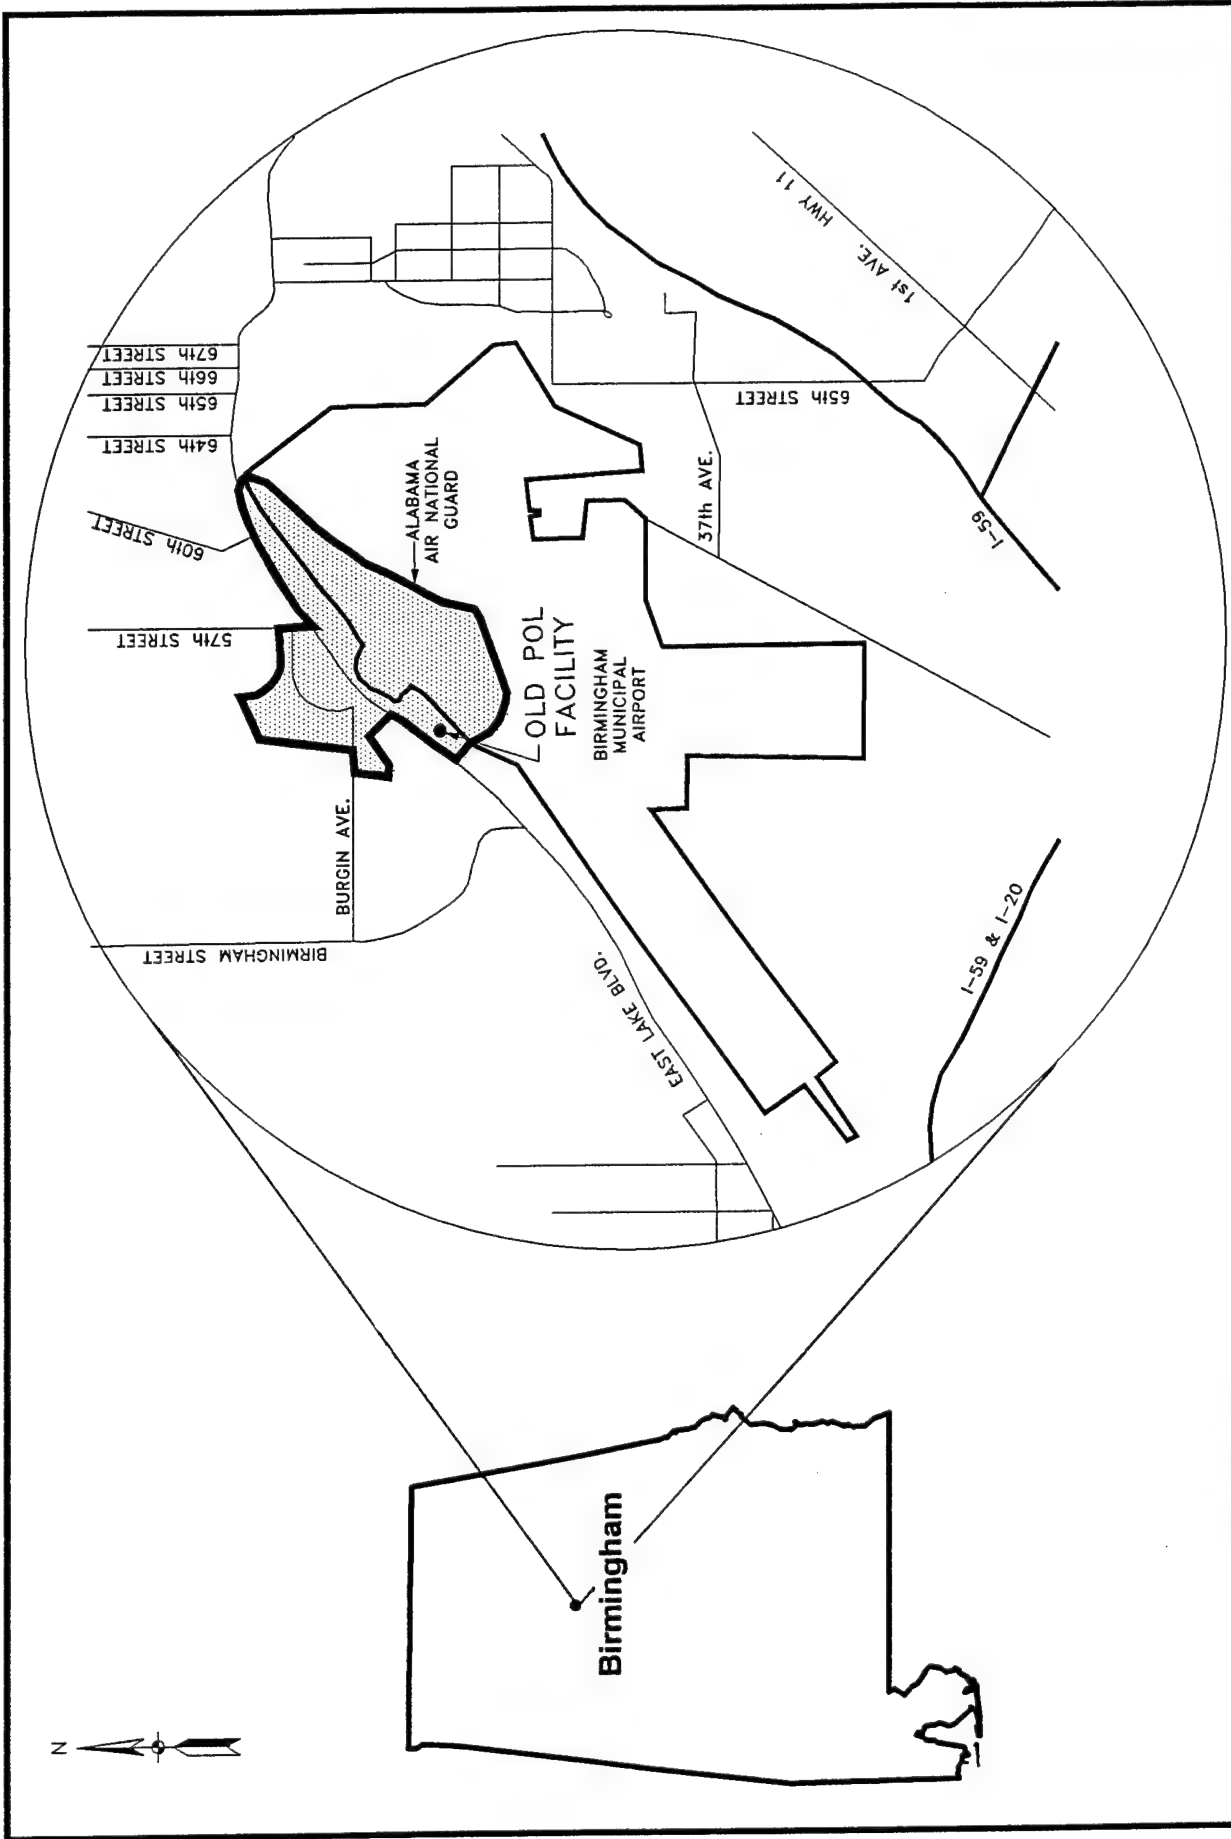 N
Birmingham
BIRMINGHAM STREET
BURGIN AVE.
57th STREET
60th STREET
64th STREET
65th STREET
66th STREET
67th STREET
ALABAMA
AIR NATIONAL
GUARD
OLD POL
FACILITY
BIRMINGHAM
MUNICIPAL
AIRPORT
EAST LAKE BLVD.
37th AVE.
65th STREET
1st AVE. HWY 11
I-59
I-59 & I-20